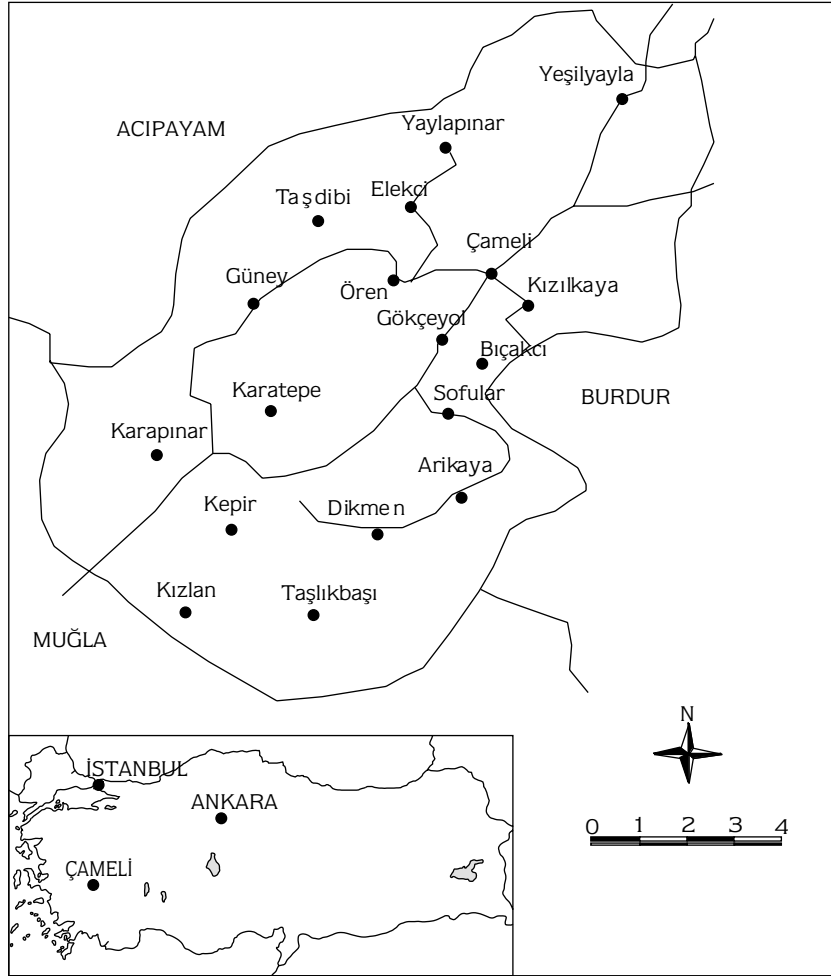 Yeşilyayla
ACIPAYAM
Yaylapınar
Elekçi
Taşdibi
Çameli
Güney
Ören
Kızılkaya
Gökçeyol
Bıçakcı
Karatepe
Sofular
BURDUR
Karapınar
Arikaya
Kepir
Dikmen
Kızlan
Taşlıkbaşı
MUĞLA
N
İSTANBUL
ANKARA
ÇAMELİ
0 1 2 3 4